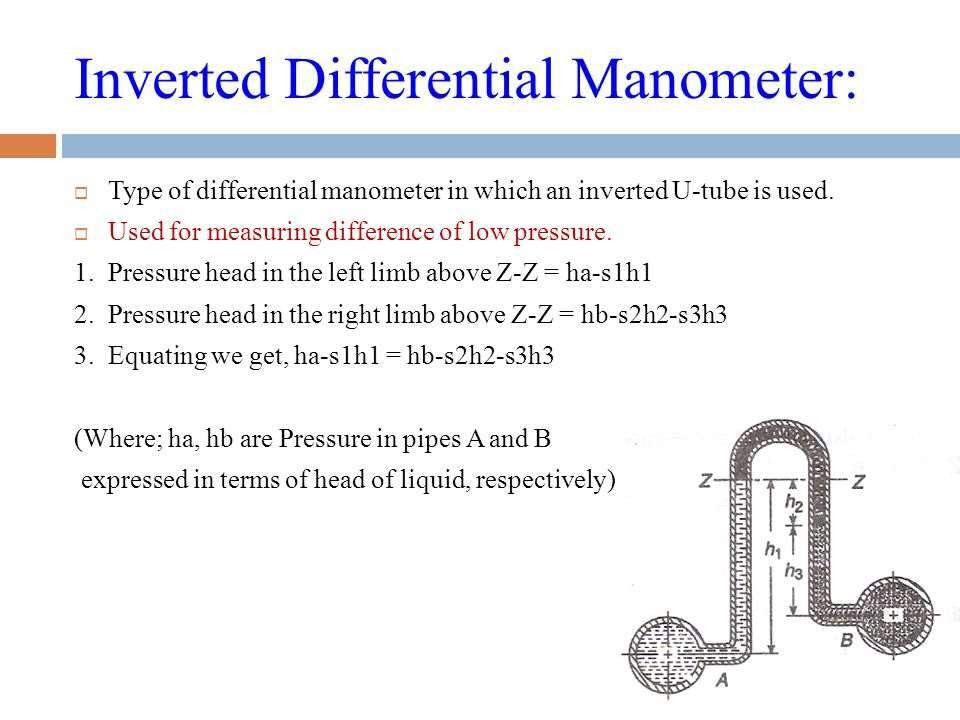 Inverted Differential Manometer:
Type of differential manometer in which an inverted U-tube is used.
Used for measuring difference of low pressure.
1. Pressure head in the left limb above Z-Z = ha-s1h1
2. Pressure head in the right limb above Z-Z = hb-s2h2-s3h3
3. Equating we get, ha-s1h1 = hb-s2h2-s3h3
(Where; ha, hb are Pressure in pipes A and B
expressed in terms of head of liquid, respectively)
Z Z
h2
h1
h3
B
A